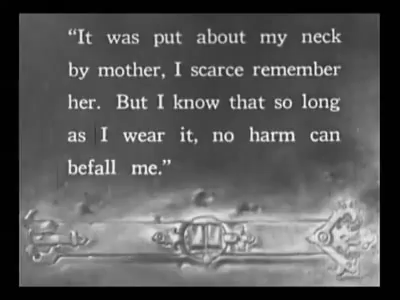 “It was put about my neck
by mother, I scarce remember
her. But I know that so long
as I wear it, no harm can
befall me.”